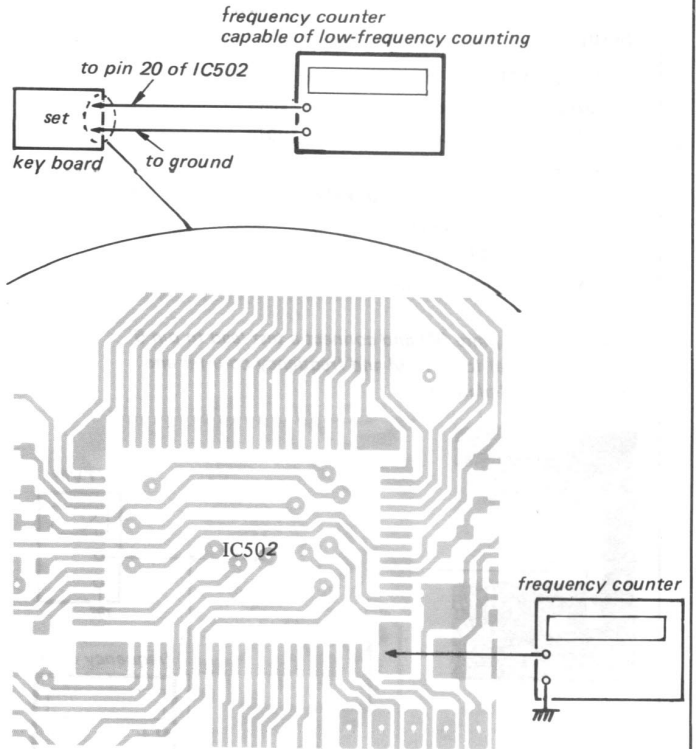 frequency counter
capable of low-frequency counting
to pin 20 of IC502
set
key board
to ground
IC502
frequency counter